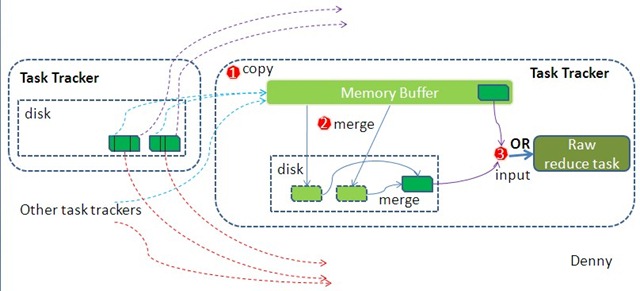 Task Tracker
disk
Other task trackers
1 copy
Memory Buffer
Task Tracker
2 merge
disk
merge
3
OR
input
Raw
reduce task
Denny